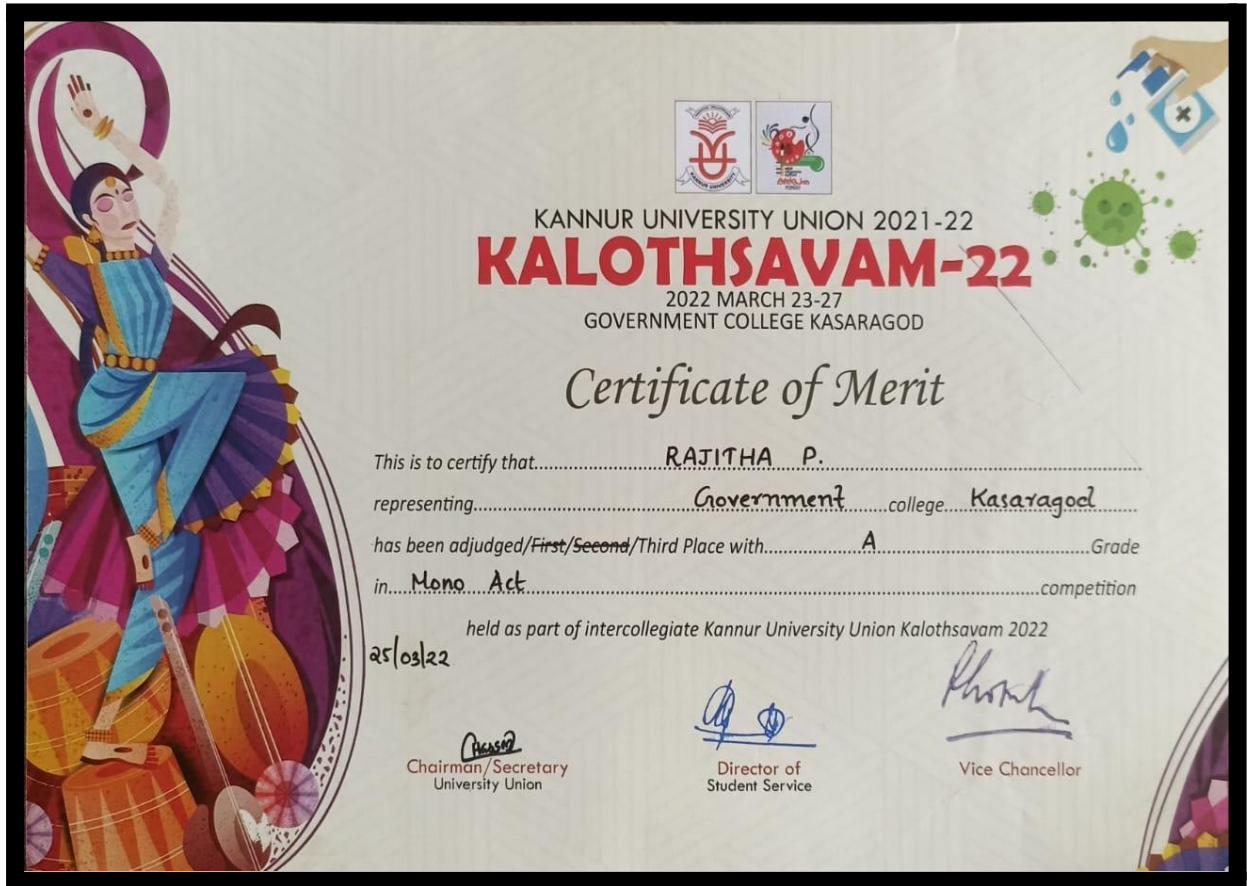 KANNUR UNIVERSITY
KANNUR UNIVERSITY UNION 2021-22
KALOTHSAVAM-22
2022 MARCH 23-27
GOVERNMENT COLLEGE KASARAGOD
Certificate of Merit
This is to certify that RAJITHA P.
representing Government college Kasaragod
has been adjudged/First/Second/Third Place with A Grade
in Mono Act competition
held as part of intercollegiate Kannur University Union Kalothsavam 2022
25/03/22
Chairman/Secretary Director of Vice Chancellor
University Union Student Service